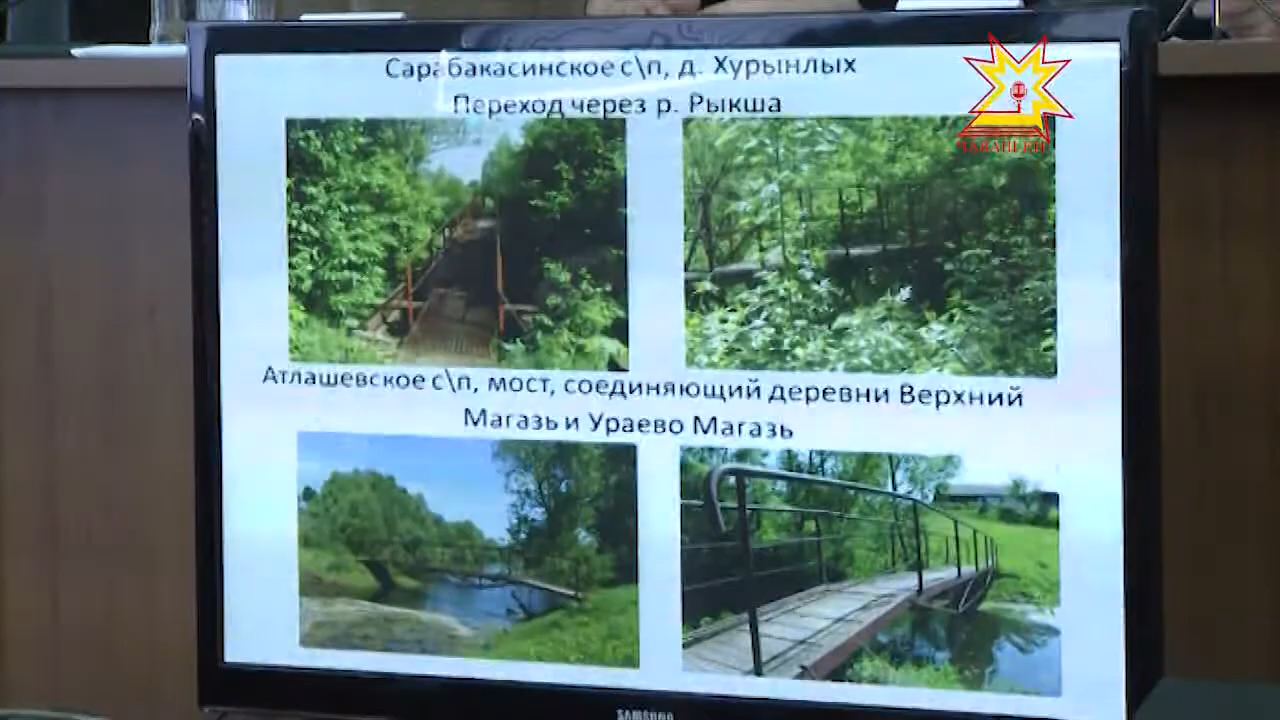 Сарабакасинское с\п, д. Хурынлых
Переход через р. Рыкша
Атлашевское с\п, мост, соединяющий деревни Верхний
Магазь и Ураево Магазь
SAMSUNG